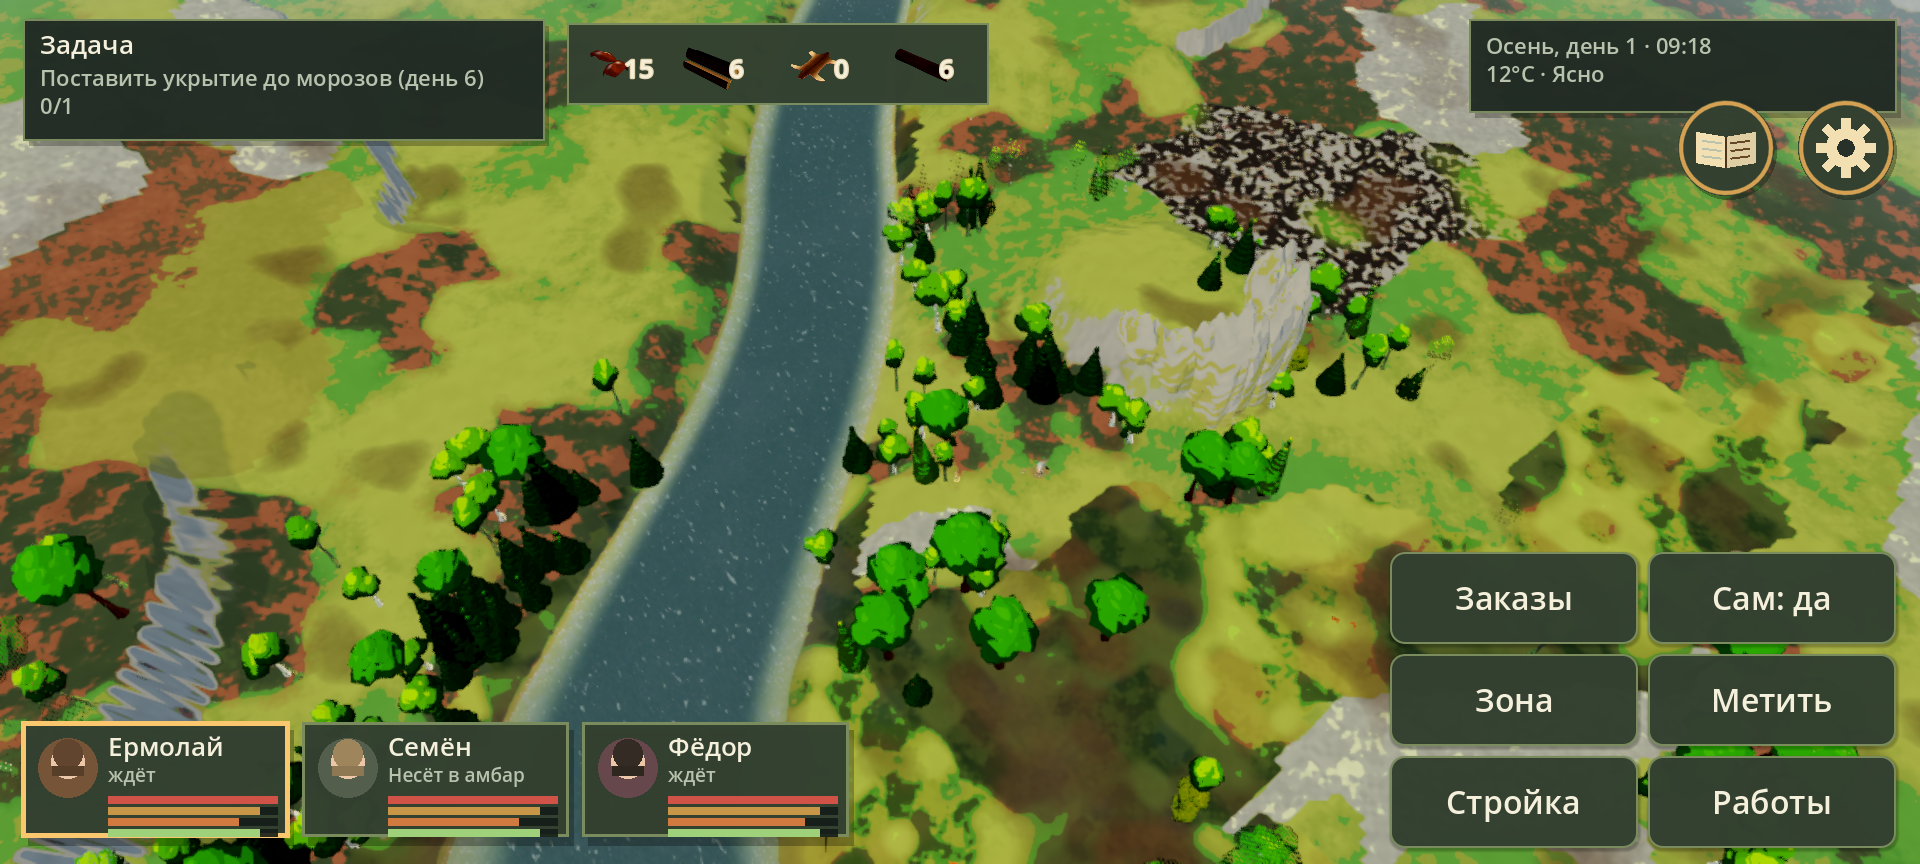 Задача
Поставить укрытие до морозов (день 6)
0/1
15
6
0
6
Осень, день 1 · 09:18
12°C · Ясно
Заказы
Сам: да
Зона
Метить
Стройка
Работы
Ермолай
ждёт
Семён
Несёт в амбар
Фёдор
ждёт